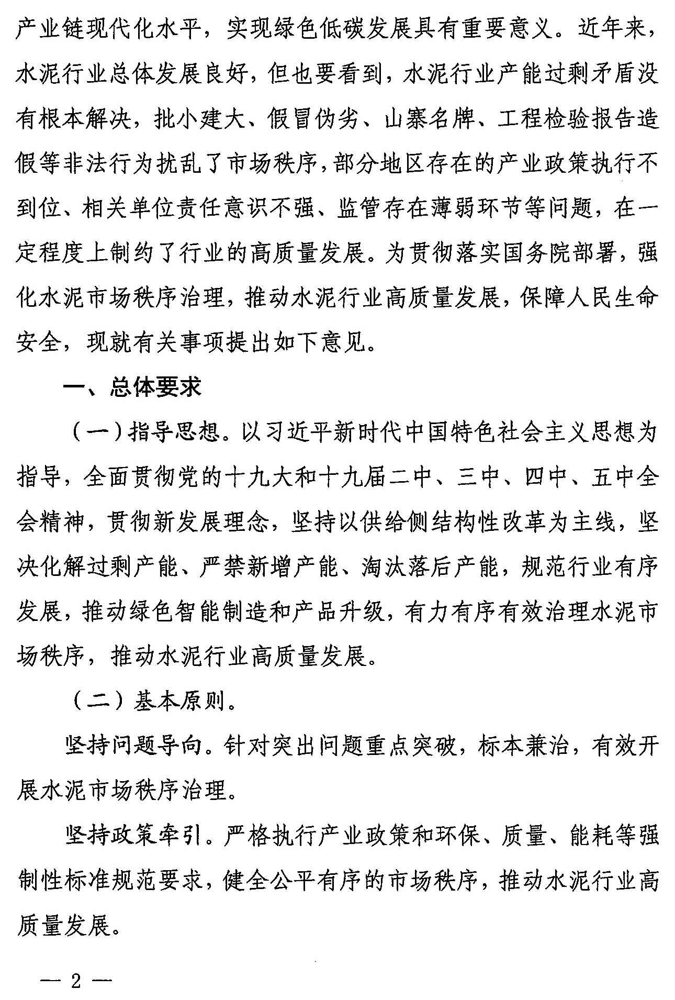 产业链现代化水平，实现绿色低碳发展具有重要意义。近年来，
水泥行业总体发展良好，但也要看到，水泥行业产能过剩矛盾没
有根本解决，批小建大、假冒伪劣、山寨名牌、工程检验报告造
假等非法行为扰乱了市场秩序，部分地区存在的产业政策执行不
到位、相关单位责任意识不强、监管存在薄弱环节等问题，在一
定程度上制约了行业的高质量发展。为贯彻落实国务院部署，强
化水泥市场秩序治理，推动水泥行业高质量发展，保障人民生命
安全，现就有关事项提出如下意见。
一、总体要求
（一）指导思想。以习近平新时代中国特色社会主义思想为
指导，全面贯彻党的十九大和十九届二中、三中、四中、五中全
会精神，贯彻新发展理念，坚持以供给侧结构性改革为主线，坚
决化解过剩产能、严禁新增产能、淘汰落后产能，规范行业有序
发展，推动绿色智能制造和产品升级，有力有序有效治理水泥市
场秩序，推动水泥行业高质量发展。
（二）基本原则。
坚持问题导向。针对突出问题重点突破，标本兼治，有效开
展水泥市场秩序治理。
坚持政策牵引。严格执行产业政策和环保、质量、能耗等强
制性标准规范要求，健全公平有序的市场秩序，推动水泥行业高
质量发展。
— 2 —